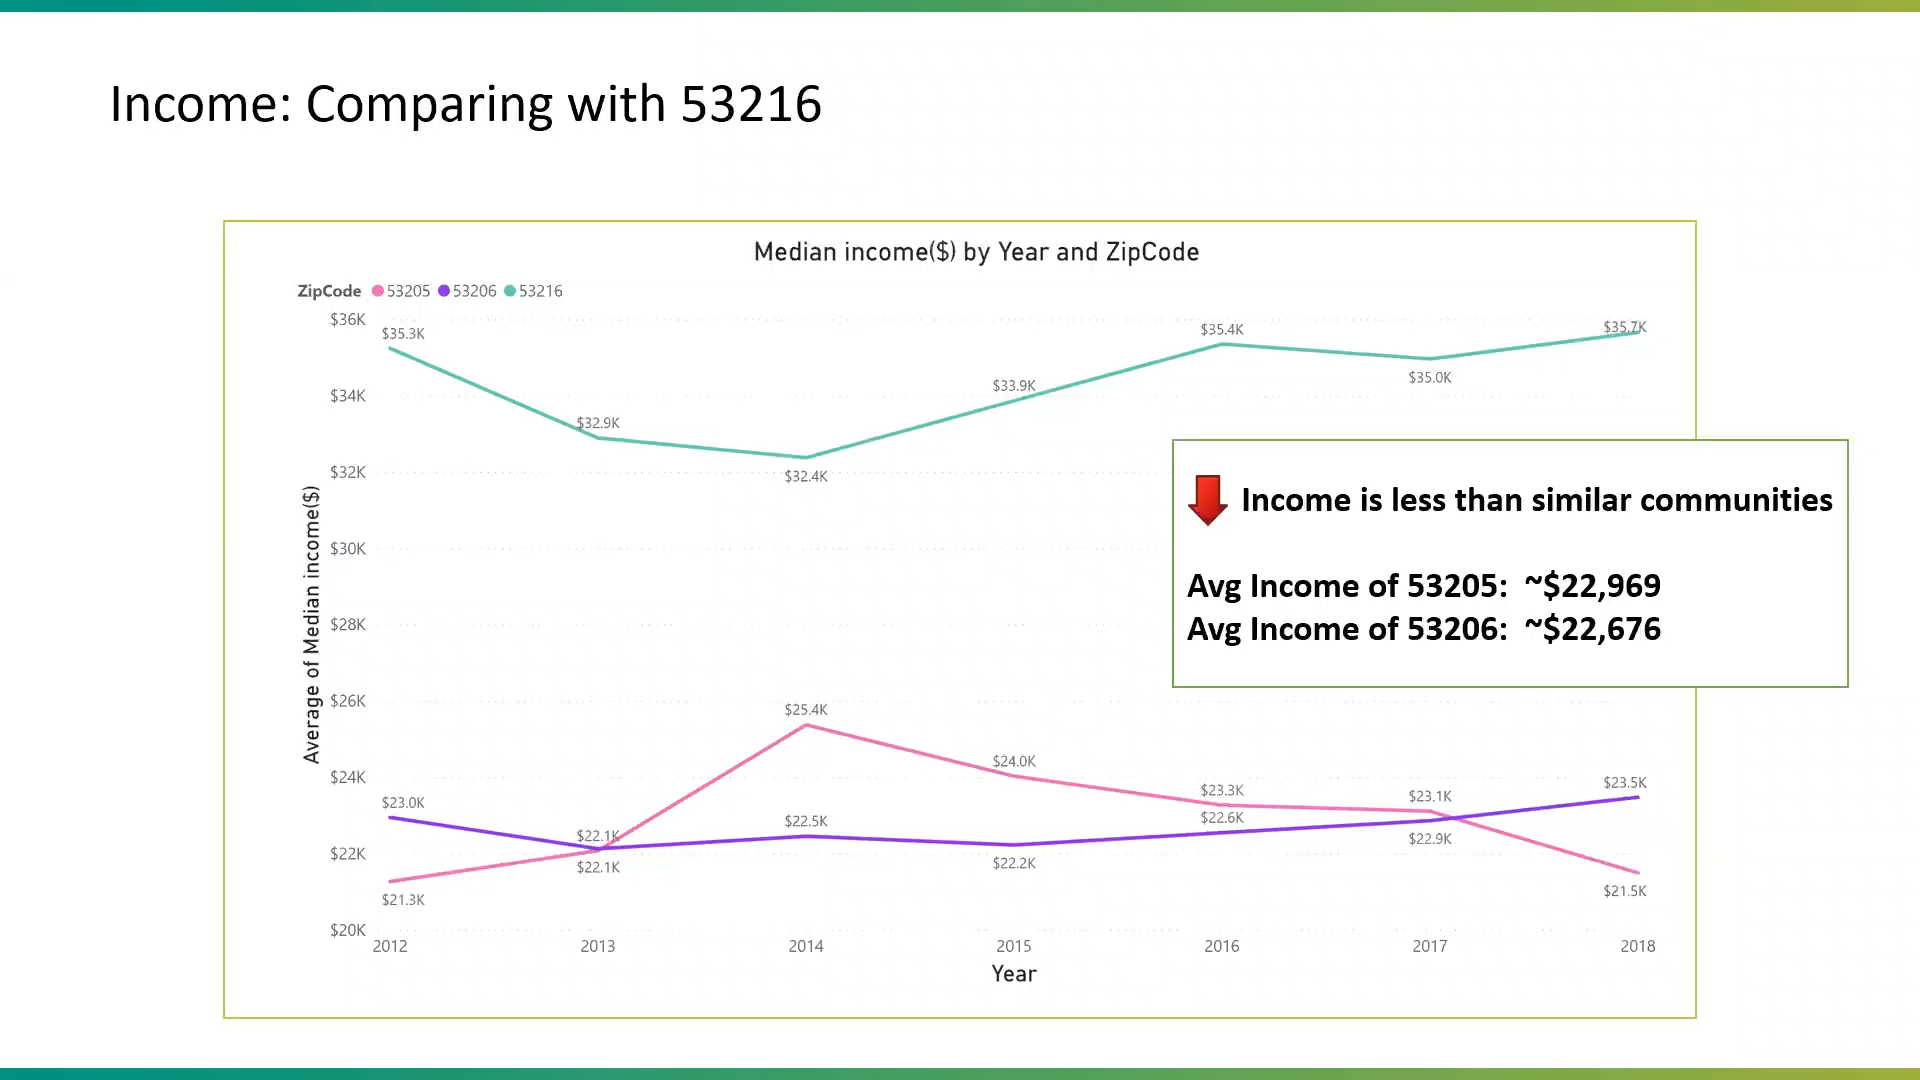 Income: Comparing with 53216
Median income($) by Year and ZipCode
ZipCode 53205 53206 53216
Average of Median income($)
$36K
$34K
$32K
$30K
$28K
$26K
$24K
$22K
$20K
$35.3K
$32.9K
$32.4K
$33.9K
$35.4K
$35.0K
$35.7K
Income is less than similar communities
Avg Income of 53205: ~$22,969
Avg Income of 53206: ~$22,676
$25.4K
$24.0K
$23.3K
$23.1K
$23.5K
$23.0K
$22.1K
$22.5K
$22.6K
$22.9K
$22.1K
$22.2K
$21.3K
$21.5K
2012 2013 2014 2015 2016 2017 2018
Year